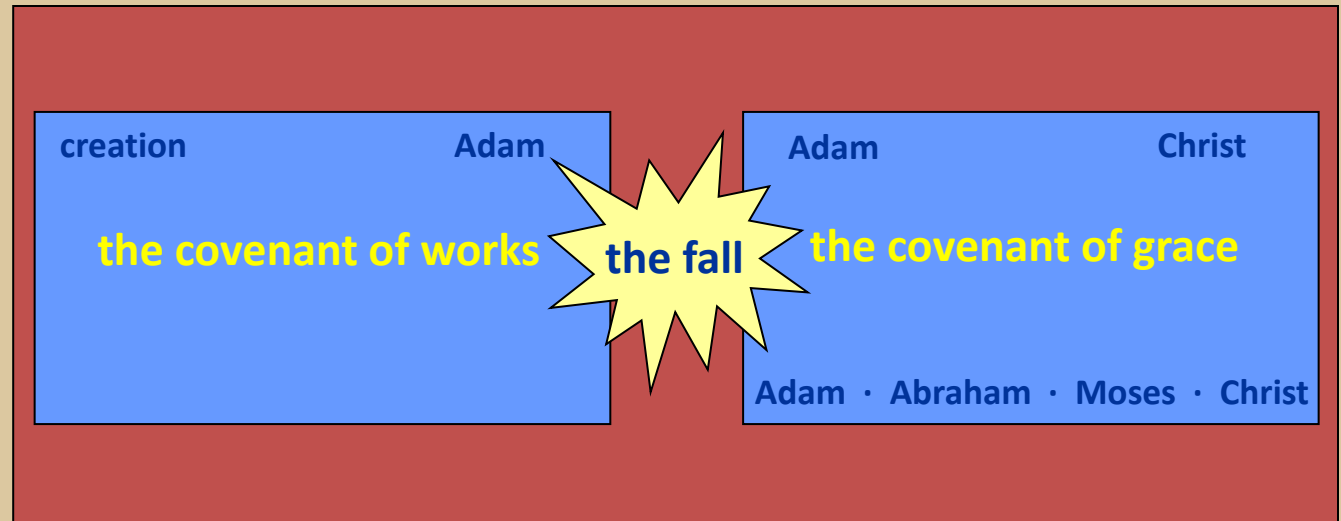 creation Adam
the covenant of works
the fall
Adam Christ
the covenant of grace
Adam · Abraham · Moses · Christ